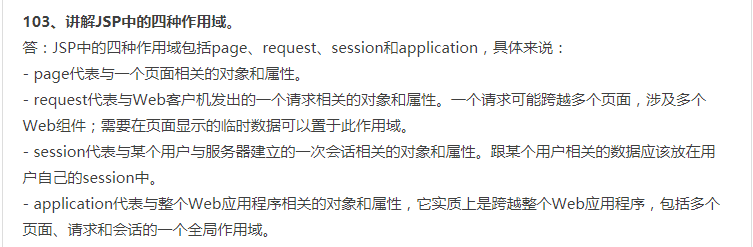 103、讲解JSP中的四种作用域。
答：JSP中的四种作用域包括page、request、session和application，具体来说：
- page代表与一个页面相关的对象和属性。
- request代表与Web客户机发出的一个请求相关的对象和属性。一个请求可能跨越多个页面，涉及多个
Web组件；需要在页面显示的临时数据可以置于此作用域。
- session代表与某个用户与服务器建立的一次会话相关的对象和属性。跟某个用户相关的数据应该放在用
户自己的session中。
- application代表与整个Web应用程序相关的对象和属性，它实质上是跨越整个Web应用程序，包括多个
页面、请求和会话的一个全局作用域。